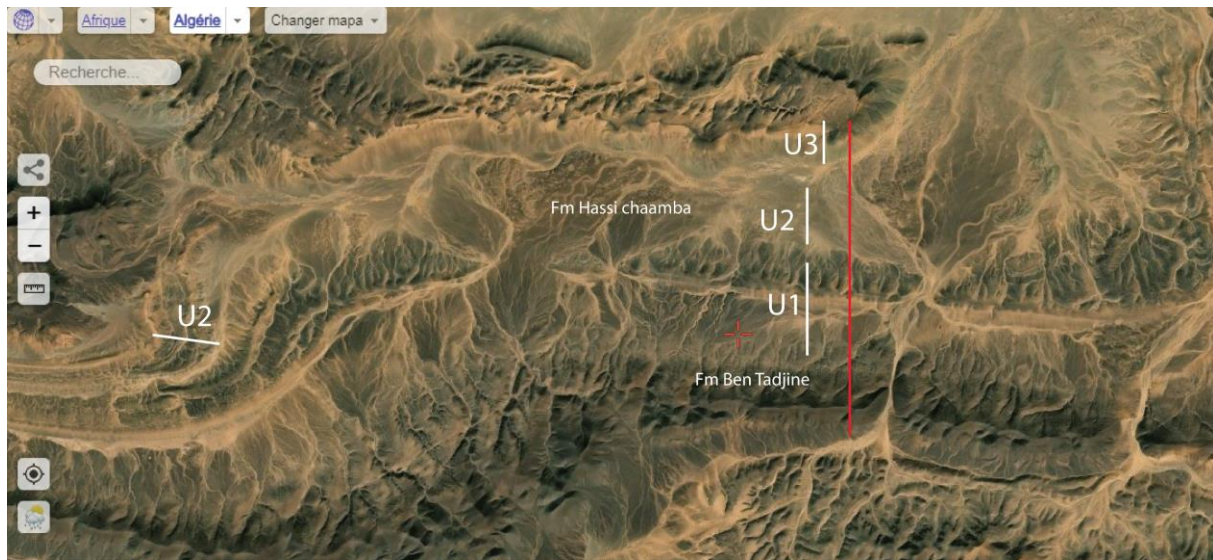 Afrique
Algérie
Changer mapa
Recherche...
U3
Fm Hassi chaamba
U2
U1
U2
Fm Ben Tadjine